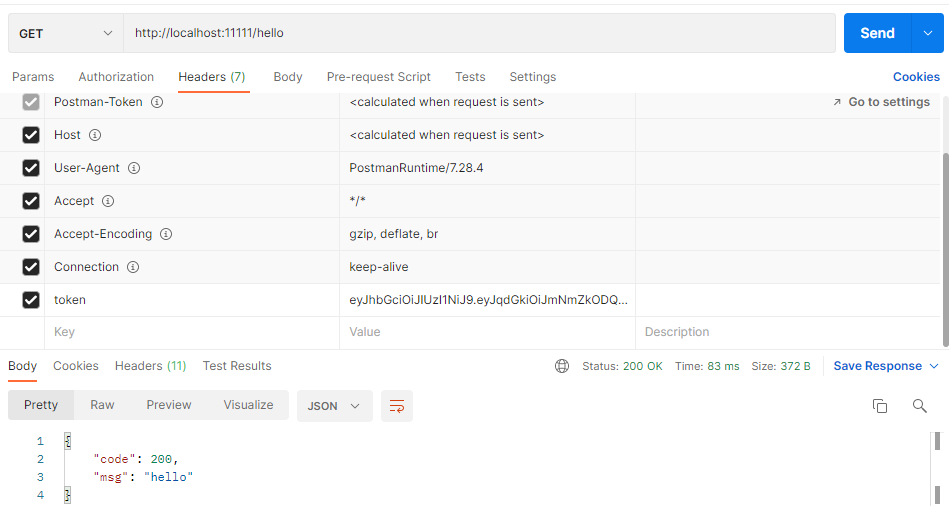 GET http://localhost:11111/hello Send
Params Authorization Headers (7) Body Pre-request Script Tests Settings Cookies
Postman-Token <calculated when request is sent> Go to settings
Host <calculated when request is sent>
User-Agent PostmanRuntime/7.28.4
Accept */*
Accept-Encoding gzip, deflate, br
Connection keep-alive
token eyJhbGciOiJIUzI1NiJ9.eyJqdGkiOiJmNmZkODQ...
Key Value Description
Body Cookies Headers (11) Test Results Status: 200 OK Time: 83 ms Size: 372 B Save Response
Pretty Raw Preview Visualize JSON
1 {
2 "code": 200,
3 "msg": "hello"
4 }